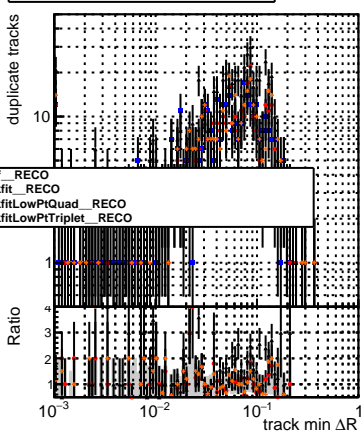 duplicate tracks
10
f__RECO
fit__RECO
fitLowPtQuad__RECO
fitLowPtTriplet__RECO
1
Ratio
4
3
2
1
10⁻³ 10⁻² 10⁻¹ 1
track min ΔR